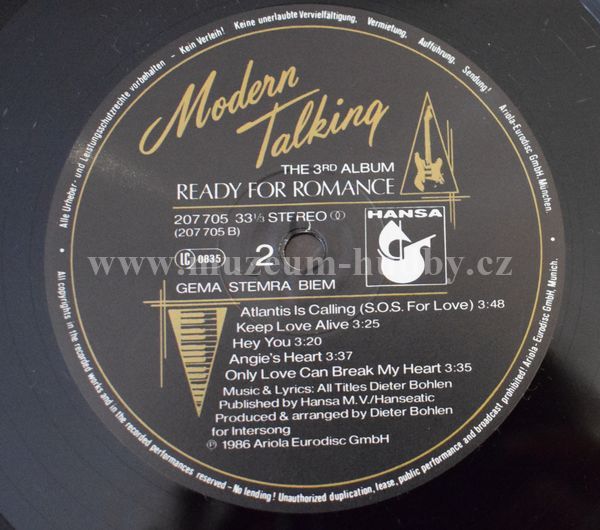 Alle Urheber- und Leistungsschutzrechte vorbehalten – Kein Verleih! – Keine unerlaubte Vervielfältigung, Vermietung, Aufführung, Sendung! Ariola-Eurodisc GmbH, München.
Modern
Talking
THE 3RD ALBUM
READY FOR ROMANCE
207 705 33⅓ STEREO
(207 705 B)
HANSA
LC 0835
2
GEMA STEMRA BIEM
www.muzeum-hudby.cz
Atlantis Is Calling (S.O.S. For Love) 3:48
Keep Love Alive 3:25
Hey You 3:20
Angie's Heart 3:37
Only Love Can Break My Heart 3:35
Music & Lyrics: All Titles Dieter Bohlen
Published by Hansa M.V./Hanseatic
Produced & arranged by Dieter Bohlen
for Intersong
Ⓟ 1986 Ariola Eurodisc GmbH
All copyrights in the recorded works and in the recorded performances reserved – No lending! Unauthorized duplication, lease, public performance and broadcast prohibited! Ariola-Eurodisc GmbH, Munich.